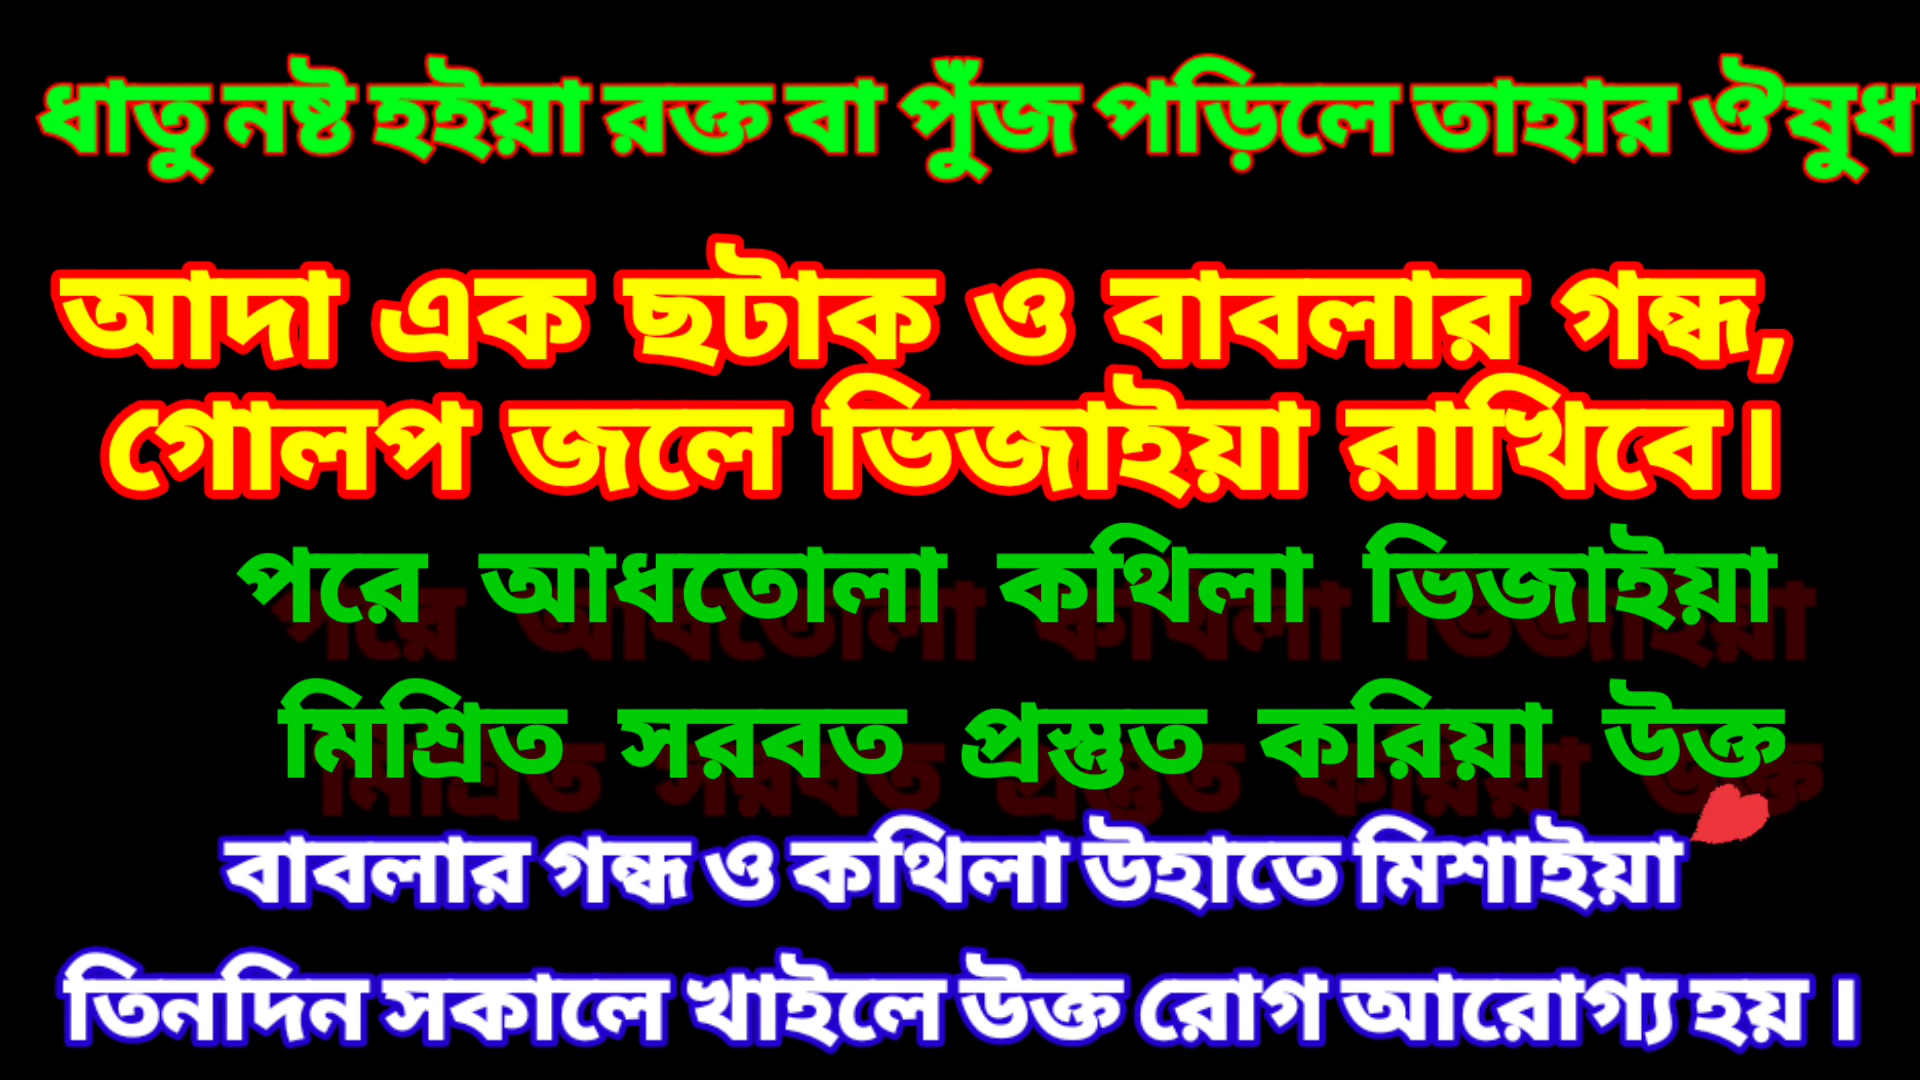 ধাতু নষ্ট হইয়া রক্ত বা পুঁজ পড়িলে তাহার ঔষুধ
আদা এক ছটাক ও বাবলার গন্ধ,
গোলপ জলে ভিজাইয়া রাখিবে।
পরে আধতোলা কথিলা ভিজাইয়া
মিশ্রিত সরবত প্রস্তুত করিয়া উক্ত
বাবলার গন্ধ ও কথিলা উহাতে মিশাইয়া
তিনদিন সকালে খাইলে উক্ত রোগ আরোগ্য হয় ।